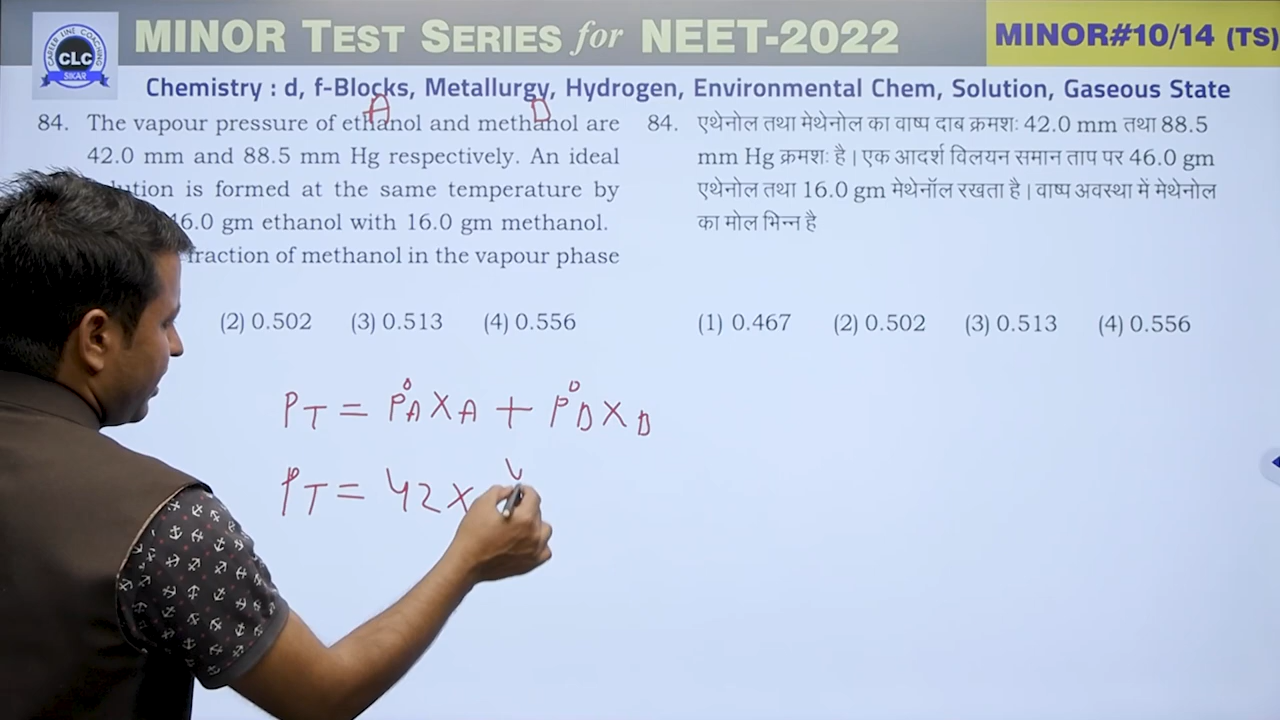 CAREER LINE COACHING
CLC
SIKAR
MINOR TEST SERIES for NEET-2022
MINOR#10/14 (TS)
Chemistry : d, f-Blocks, Metallurgy, Hydrogen, Environmental Chem, Solution, Gaseous State
A B
84. The vapour pressure of ethanol and methanol are
42.0 mm and 88.5 mm Hg respectively. An ideal
is formed at the same temperature by
46.0 gm ethanol with 16.0 gm methanol.
fraction of methanol in the vapour phase
(2) 0.502 (3) 0.513 (4) 0.556
84. एथेनोल तथा मेथेनोल का वाष्प दाब क्रमशः 42.0 mm तथा 88.5
mm Hg क्रमशः है। एक आदर्श विलयन समान ताप पर 46.0 gm
एथेनोल तथा 16.0 gm मेथेनॉल रखता है। वाष्प अवस्था में मेथेनोल
का मोल भिन्न है
(1) 0.467 (2) 0.502 (3) 0.513 (4) 0.556
PT = P°A XA + P°B XB
PT = 42 ×